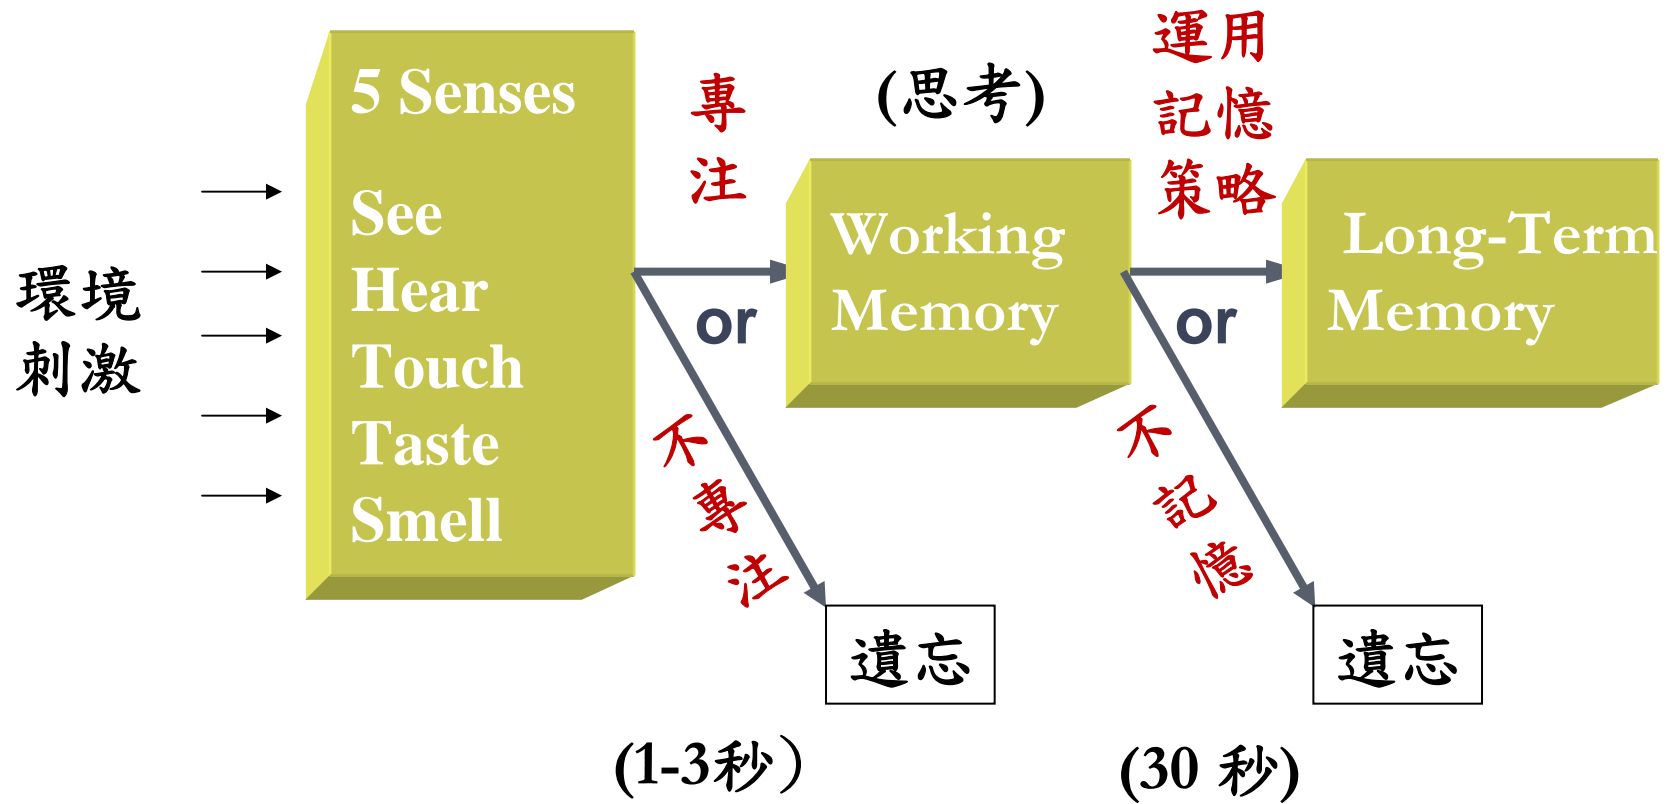 環境
刺激
5 Senses
See
Hear
Touch
Taste
Smell
專
注
or
不
專
注
遺忘
(1-3秒）
(思考)
Working
Memory
運用
記憶
策略
or
不
記
憶
遺忘
(30 秒)
Long-Term
Memory